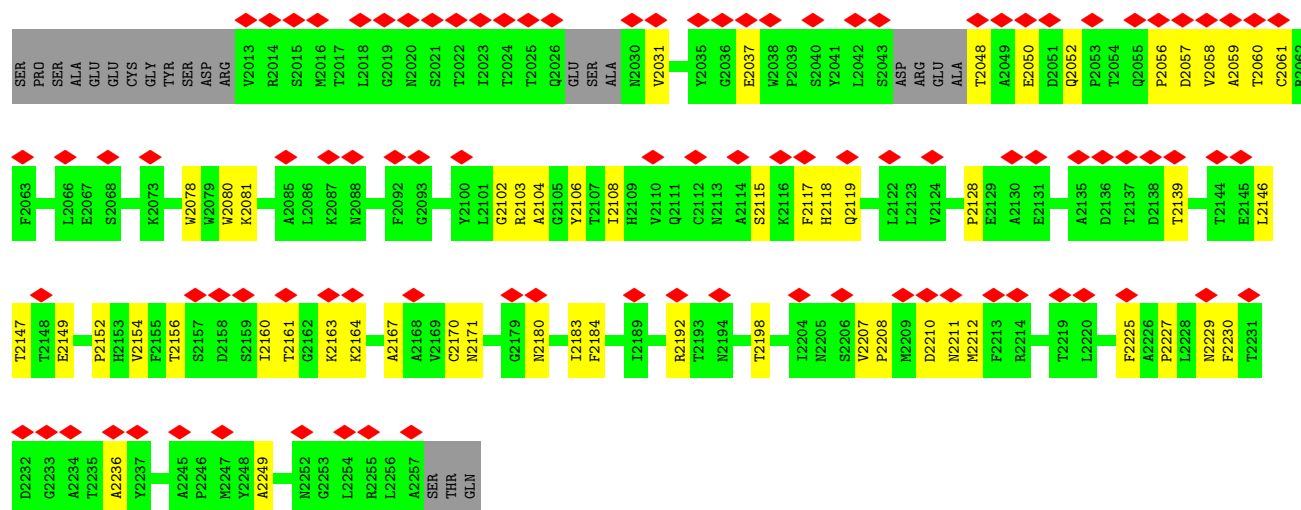 SER PRO SER ALA GLU GLU CYS GLY TYR SER ASP ARG V2013 R2014 S2015 M2016 T2017 L2018 G2019 N2020 S2021 T2022 I2023 T2024 T2025 Q2026 GLU SER ALA N2030 V2031 Y2035 G2036 E2037 W2038 P2039 S2040 Y2041 L2042 S2043 ASP ARG GLU ALA T2048 A2049 E2050 D2051 Q2052 P2053 T2054 Q2055 P2056 D2057 V2058 A2059 T2060 C2061 R2062
F2063 L2066 E2067 S2068 K2073 W2078 W2079 W2080 K2081 A2085 L2086 K2087 N2088 F2092 G2093 Y2100 L2101 G2102 R2103 A2104 G2105 Y2106 T2107 I2108 H2109 V2110 Q2111 C2112 N2113 A2114 S2115 K2116 F2117 H2118 Q2119 L2122 L2123 V2124 P2128 E2129 A2130 E2131 A2135 D2136 T2137 D2138 T2139 T2144 E2145 L2146
T2147 T2148 E2149 P2152 H2153 V2154 F2155 T2156 S2157 D2158 S2159 I2160 T2161 G2162 K2163 K2164 A2167 A2168 V2169 C2170 N2171 G2179 N2180 I2183 F2184 I2189 R2192 T2193 N2194 T2198 I2204 N2205 S2206 V2207 P2208 M2209 D2210 N2211 M2212 F2213 R2214 T2219 L2220 F2225 A2226 P2227 L2228 N2229 F2230 T2231
D2232 G2233 A2234 T2235 A2236 Y2237 A2245 P2246 M2247 Y2248 A2249 N2252 G2253 L2254 R2255 L2256 A2257 SER THR GLN